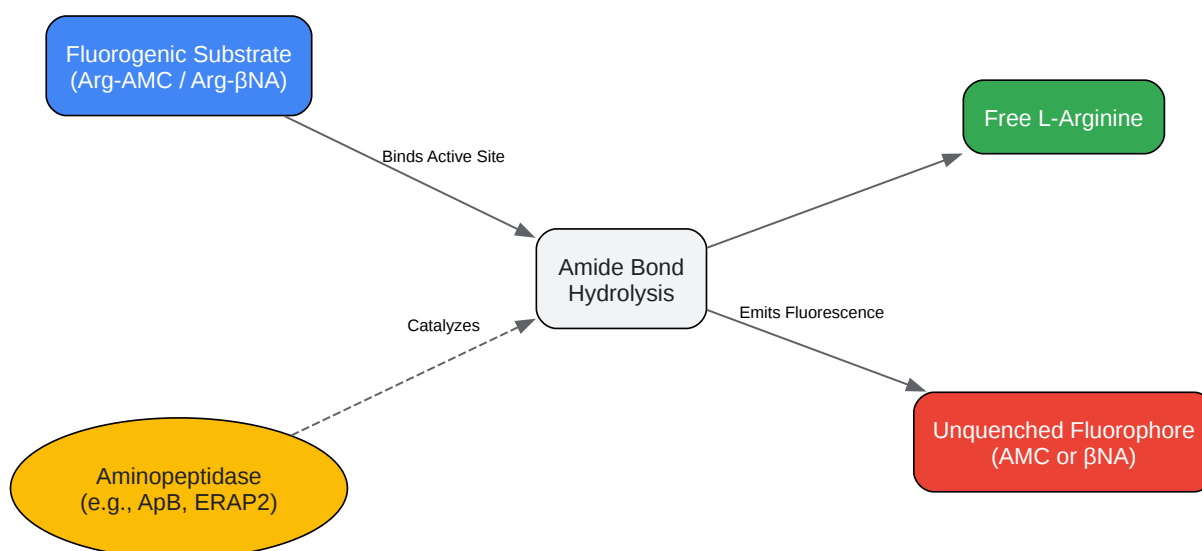 Fluorogenic Substrate
(Arg-AMC / Arg-βNA)
Free L-Arginine
Binds Active Site
Amide Bond
Hydrolysis
Emits Fluorescence
Catalyzes
Unquenched Fluorophore
(AMC or βNA)
Aminopeptidase
(e.g., ApB, ERAP2)